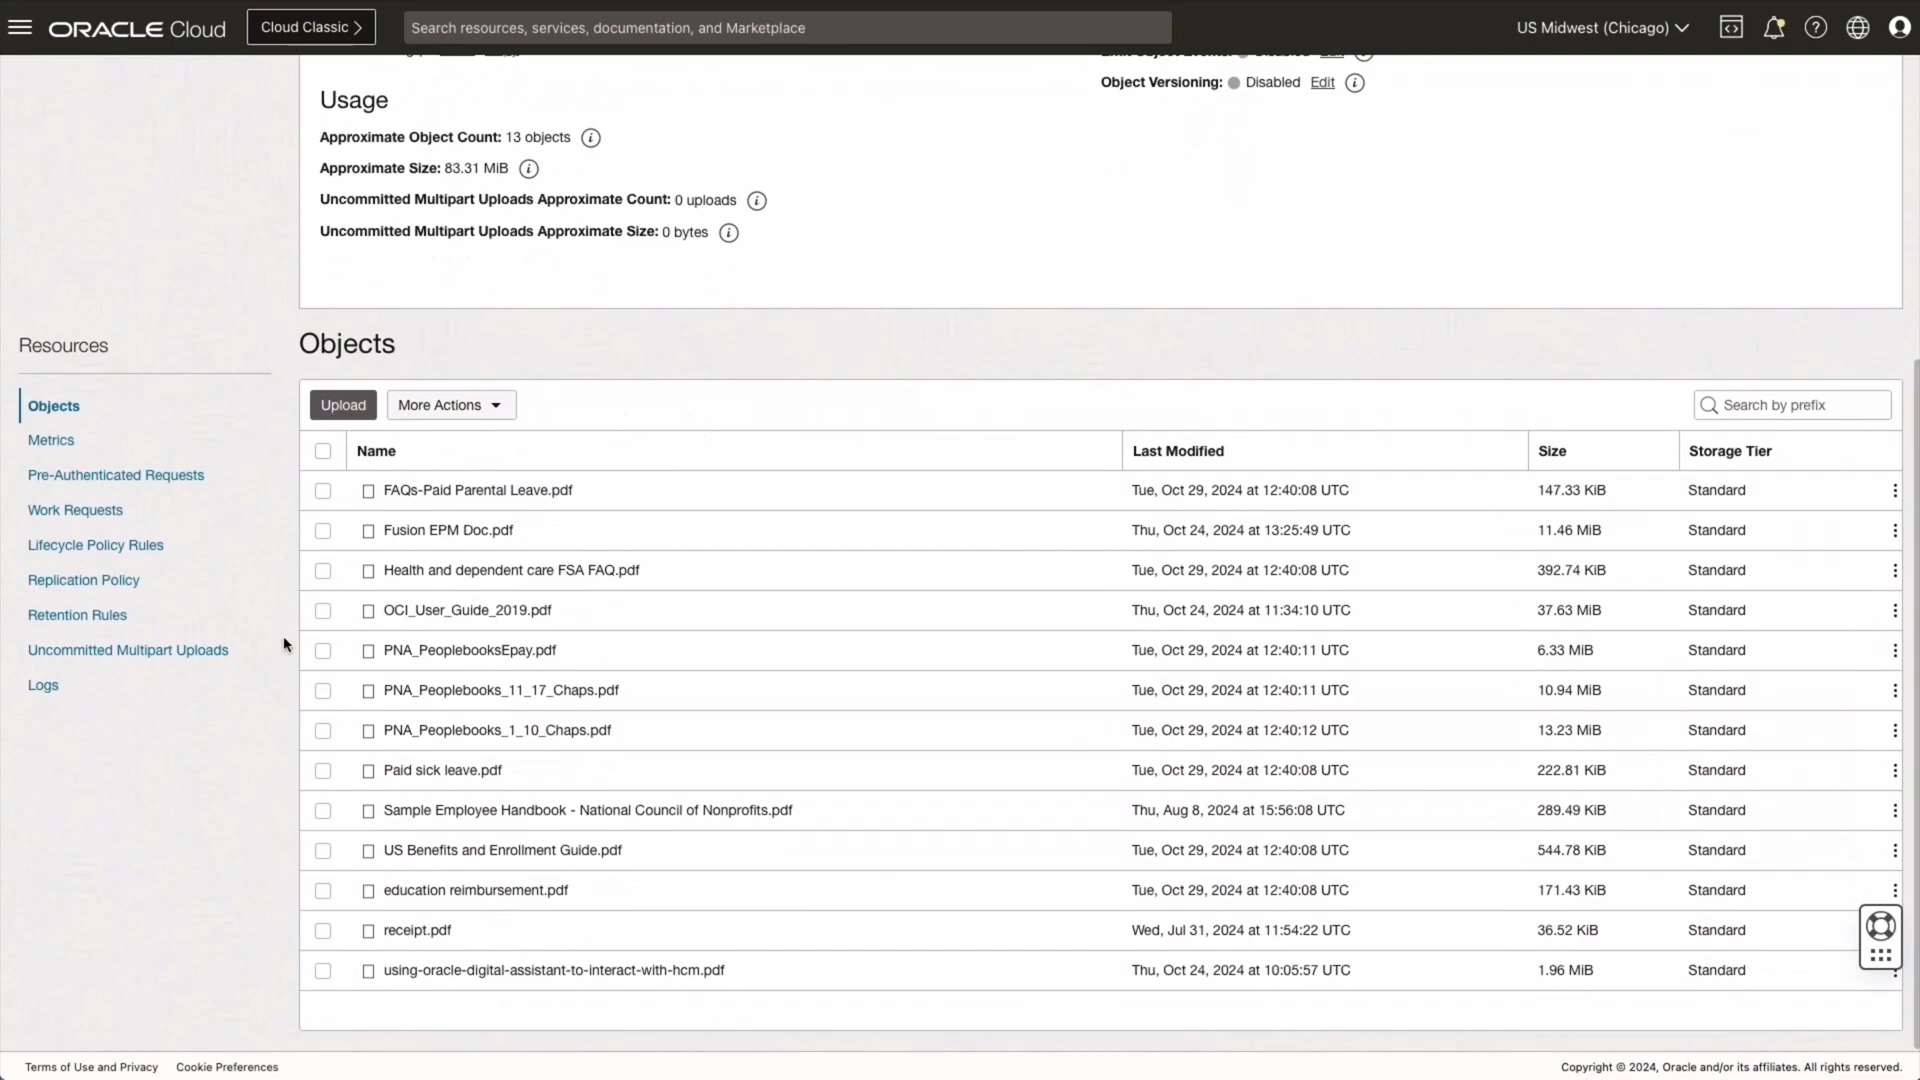 ORACLE Cloud
Cloud Classic >
Search resources, services, documentation, and Marketplace
US Midwest (Chicago)
Object Versioning: Disabled Edit
Usage
Approximate Object Count: 13 objects
Approximate Size: 83.31 MiB
Uncommitted Multipart Uploads Approximate Count: 0 uploads
Uncommitted Multipart Uploads Approximate Size: 0 bytes
Resources
Objects
Metrics
Pre-Authenticated Requests
Work Requests
Lifecycle Policy Rules
Replication Policy
Retention Rules
Uncommitted Multipart Uploads
Logs
Objects
Upload More Actions
Search by prefix
Name Last Modified Size Storage Tier
FAQs-Paid Parental Leave.pdf Tue, Oct 29, 2024 at 12:40:08 UTC 147.33 KiB Standard
Fusion EPM Doc.pdf Thu, Oct 24, 2024 at 13:25:49 UTC 11.46 MiB Standard
Health and dependent care FSA FAQ.pdf Tue, Oct 29, 2024 at 12:40:08 UTC 392.74 KiB Standard
OCI_User_Guide_2019.pdf Thu, Oct 24, 2024 at 11:34:10 UTC 37.63 MiB Standard
PNA_PeoplebooksEpay.pdf Tue, Oct 29, 2024 at 12:40:11 UTC 6.33 MiB Standard
PNA_Peoplebooks_11_17_Chaps.pdf Tue, Oct 29, 2024 at 12:40:11 UTC 10.94 MiB Standard
PNA_Peoplebooks_1_10_Chaps.pdf Tue, Oct 29, 2024 at 12:40:12 UTC 13.23 MiB Standard
Paid sick leave.pdf Tue, Oct 29, 2024 at 12:40:08 UTC 222.81 KiB Standard
Sample Employee Handbook - National Council of Nonprofits.pdf Thu, Aug 8, 2024 at 15:56:08 UTC 289.49 KiB Standard
US Benefits and Enrollment Guide.pdf Tue, Oct 29, 2024 at 12:40:08 UTC 544.78 KiB Standard
education reimbursement.pdf Tue, Oct 29, 2024 at 12:40:08 UTC 171.43 KiB Standard
receipt.pdf Wed, Jul 31, 2024 at 11:54:22 UTC 36.52 KiB Standard
using-oracle-digital-assistant-to-interact-with-hcm.pdf Thu, Oct 24, 2024 at 10:05:57 UTC 1.96 MiB Standard
Terms of Use and Privacy Cookie Preferences
Copyright © 2024, Oracle and/or its affiliates. All rights reserved.